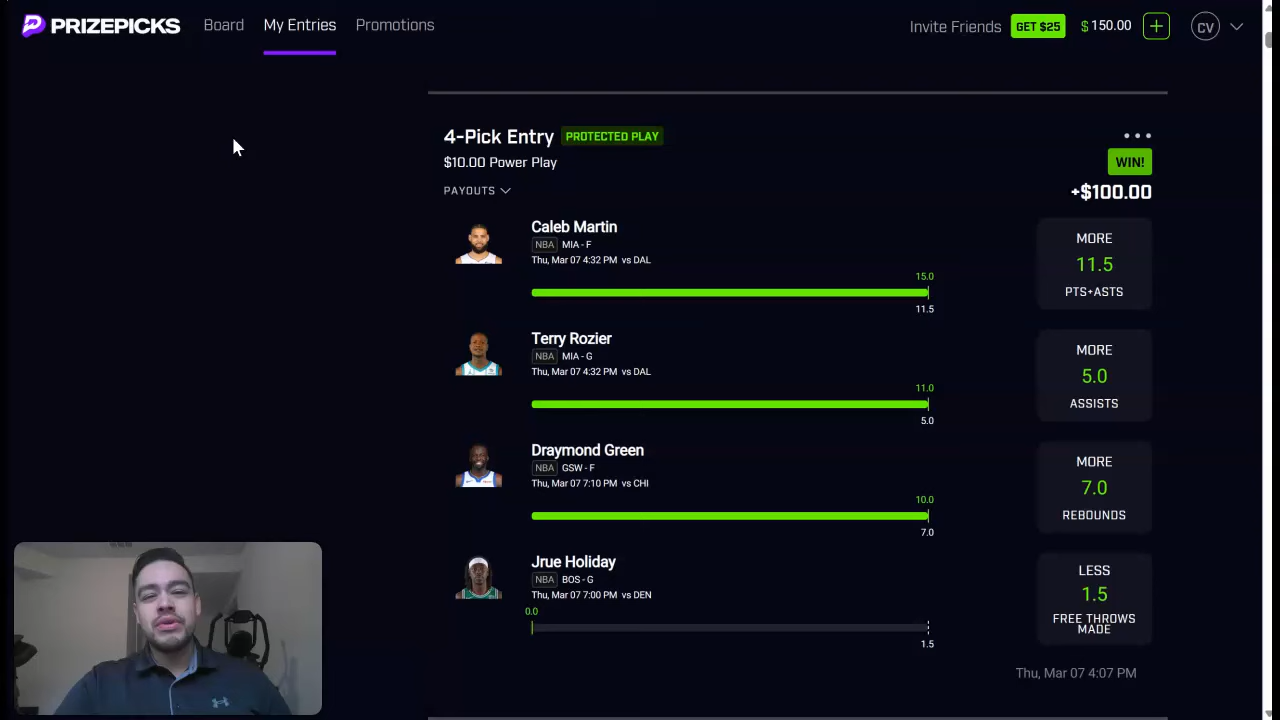 PRIZEPICKS Board My Entries Promotions Invite Friends GET $25 $ 150.00 + CV
4-Pick Entry PROTECTED PLAY
$10.00 Power Play
WIN!
PAYOUTS
+$100.00
Caleb Martin
NBA MIA - F
Thu, Mar 07 4:32 PM vs DAL
15.0
11.5
MORE
11.5
PTS+ASTS
Terry Rozier
NBA MIA - G
Thu, Mar 07 4:32 PM vs DAL
11.0
5.0
MORE
5.0
ASSISTS
Draymond Green
NBA GSW - F
Thu, Mar 07 7:10 PM vs CHI
10.0
7.0
MORE
7.0
REBOUNDS
Jrue Holiday
NBA BOS - G
Thu, Mar 07 7:00 PM vs DEN
0.0
1.5
LESS
1.5
FREE THROWS
MADE
Thu, Mar 07 4:07 PM